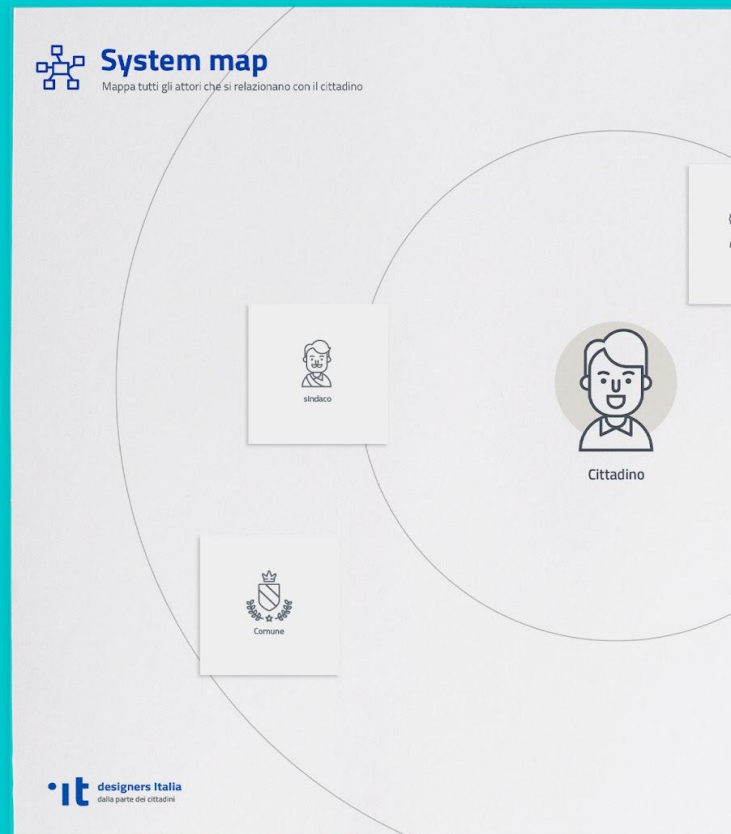 System map
Mappa tutti gli attori che si relazionano con il cittadino
sindaco
Cittadino
Comune
it
designers Italia
dalla parte dei cittadini